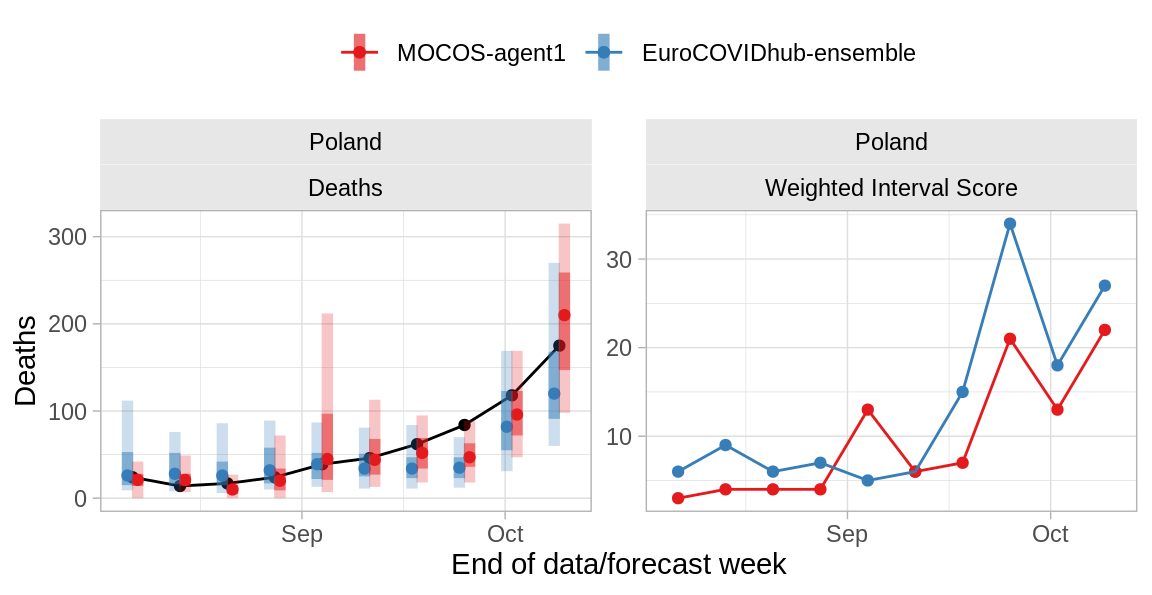 MOCOS-agent1 EuroCOVIDhub-ensemble
Poland
Deaths
Deaths
300
200
100
0
Sep Oct
Poland
Weighted Interval Score
30
20
10
Sep Oct
End of data/forecast week